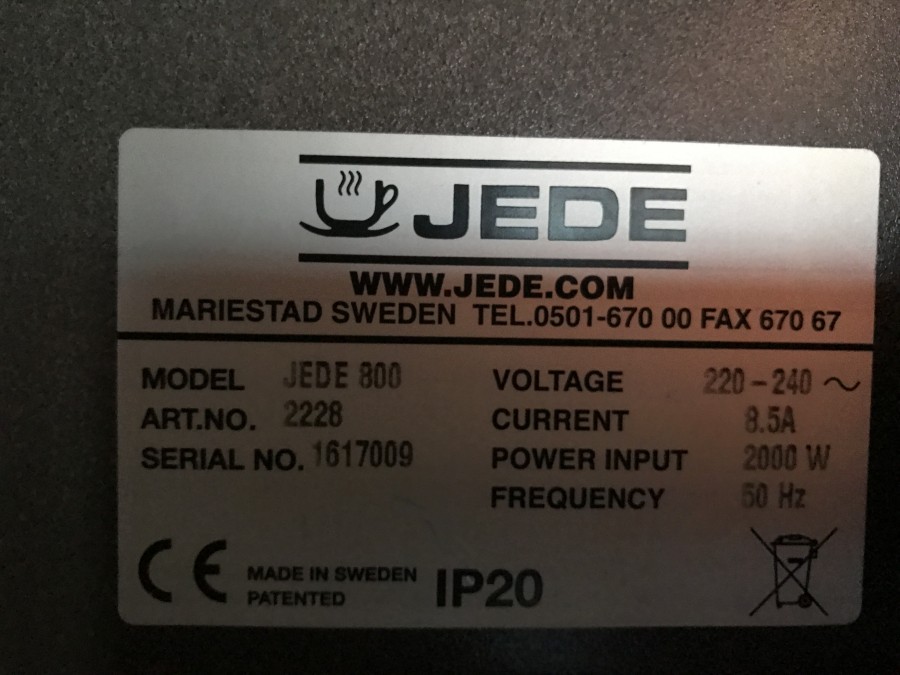 JEDE
WWW.JEDE.COM
MARIESTAD SWEDEN TEL.0501-670 00 FAX 670 67
MODEL JEDE 800
ART.NO. 2228
SERIAL NO. 1617009
VOLTAGE 220-240 ~
CURRENT 8.5A
POWER INPUT 2000 W
FREQUENCY 50 Hz
CE
MADE IN SWEDEN
PATENTED
IP20